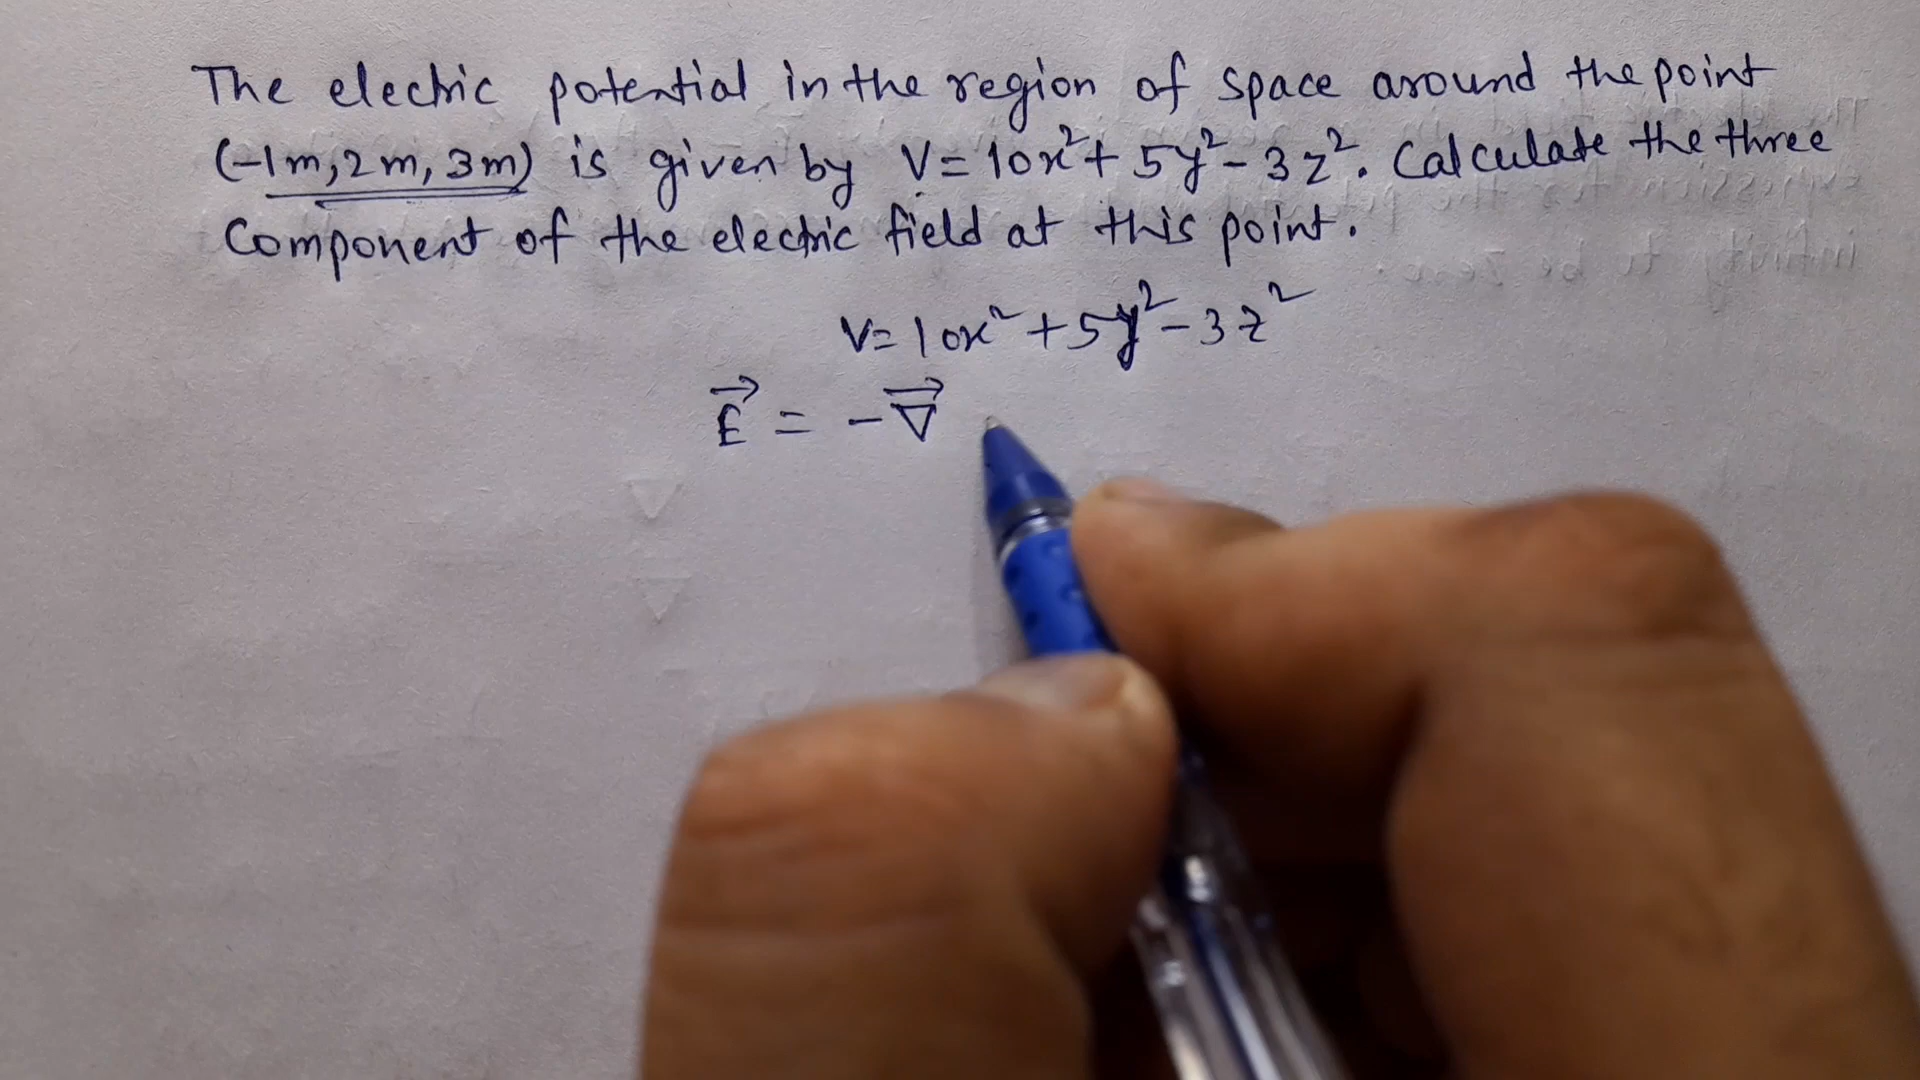 The electric potential in the region of space around the point
(-1m, 2m, 3m) is given by V = 10x² + 5y² - 3z². Calculate the three
Component of the electric field at this point.
V = 10x² + 5y² - 3z²
E⃗ = -∇⃗